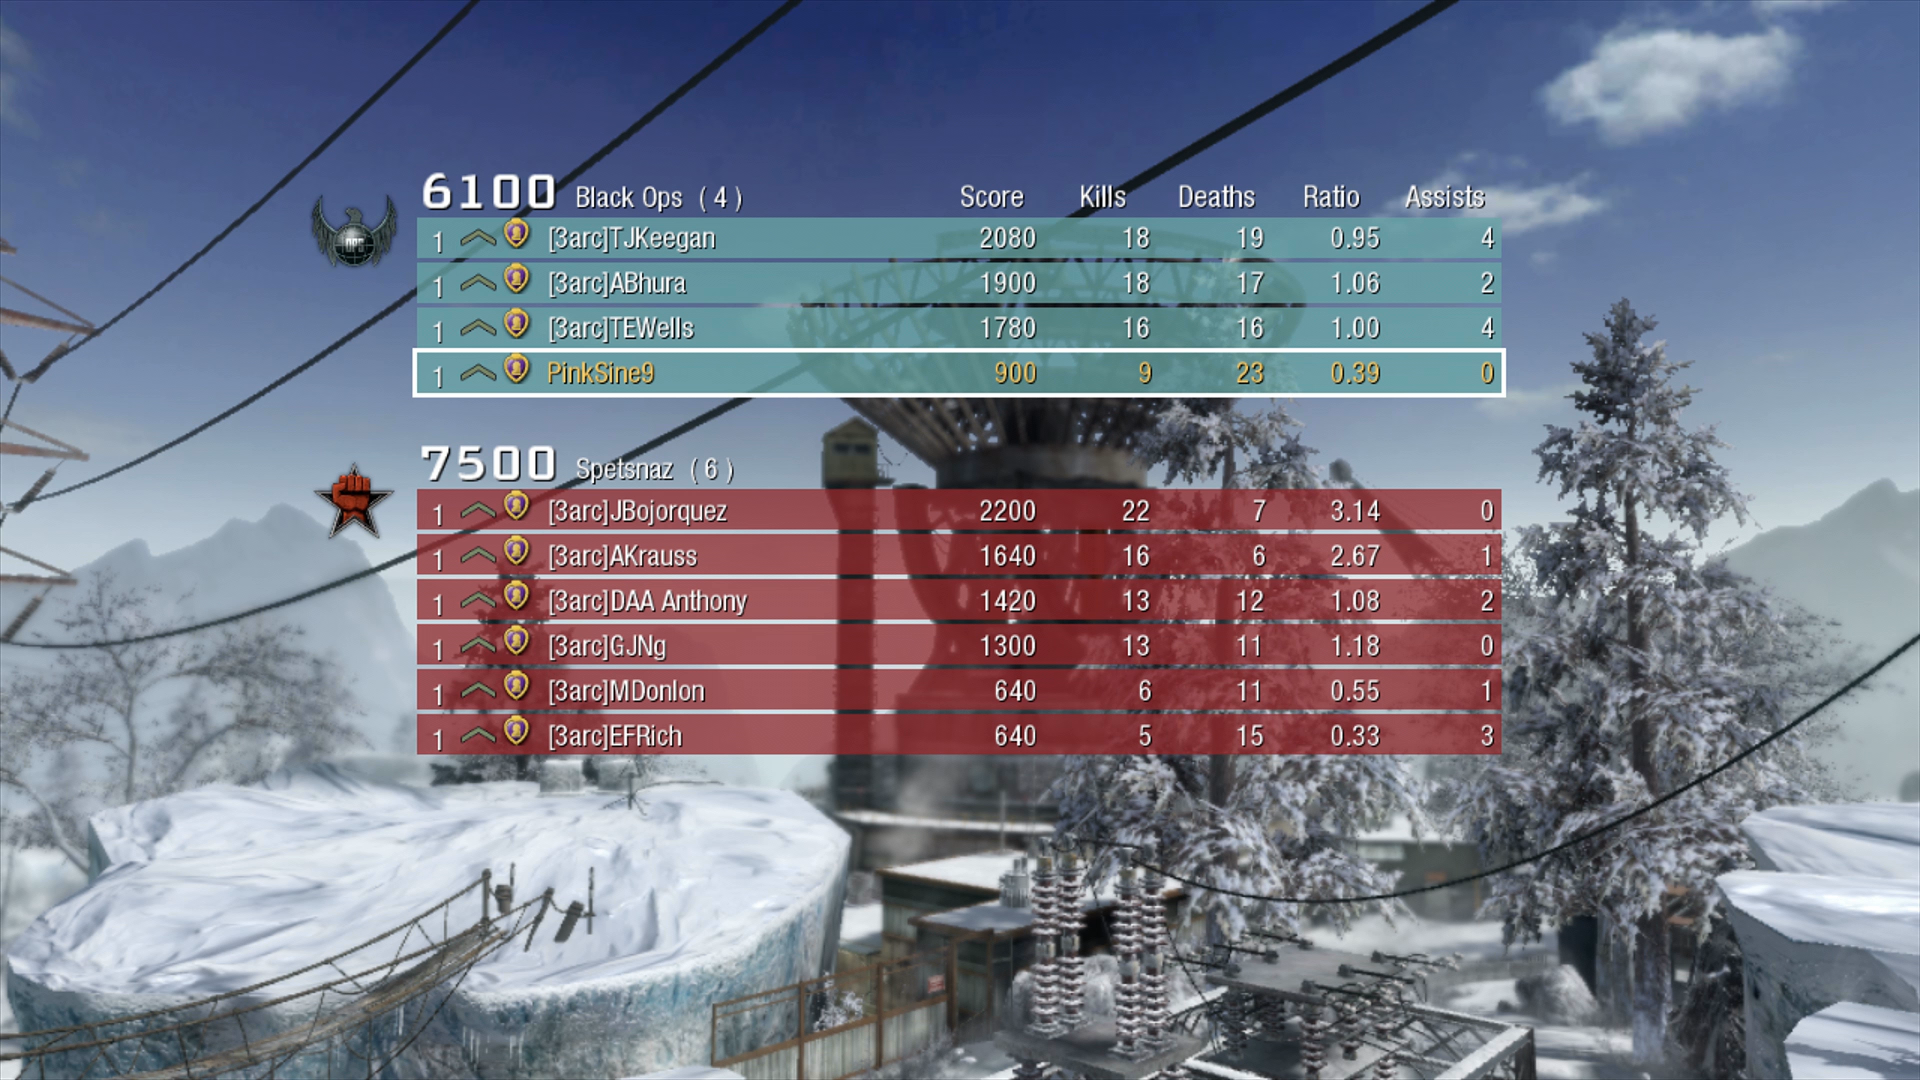 6100 Black Ops ( 4 ) Score Kills Deaths Ratio Assists
1 [3arc]TJKeegan 2080 18 19 0.95 4
1 [3arc]ABhura 1900 18 17 1.06 2
1 [3arc]TEWells 1780 16 16 1.00 4
1 PinkSine9 900 9 23 0.39 0
7500 Spetsnaz ( 6 )
1 [3arc]JBojorquez 2200 22 7 3.14 0
1 [3arc]AKrauss 1640 16 6 2.67 1
1 [3arc]DAA Anthony 1420 13 12 1.08 2
1 [3arc]GJNg 1300 13 11 1.18 0
1 [3arc]MDonlon 640 6 11 0.55 1
1 [3arc]EFRich 640 5 15 0.33 3